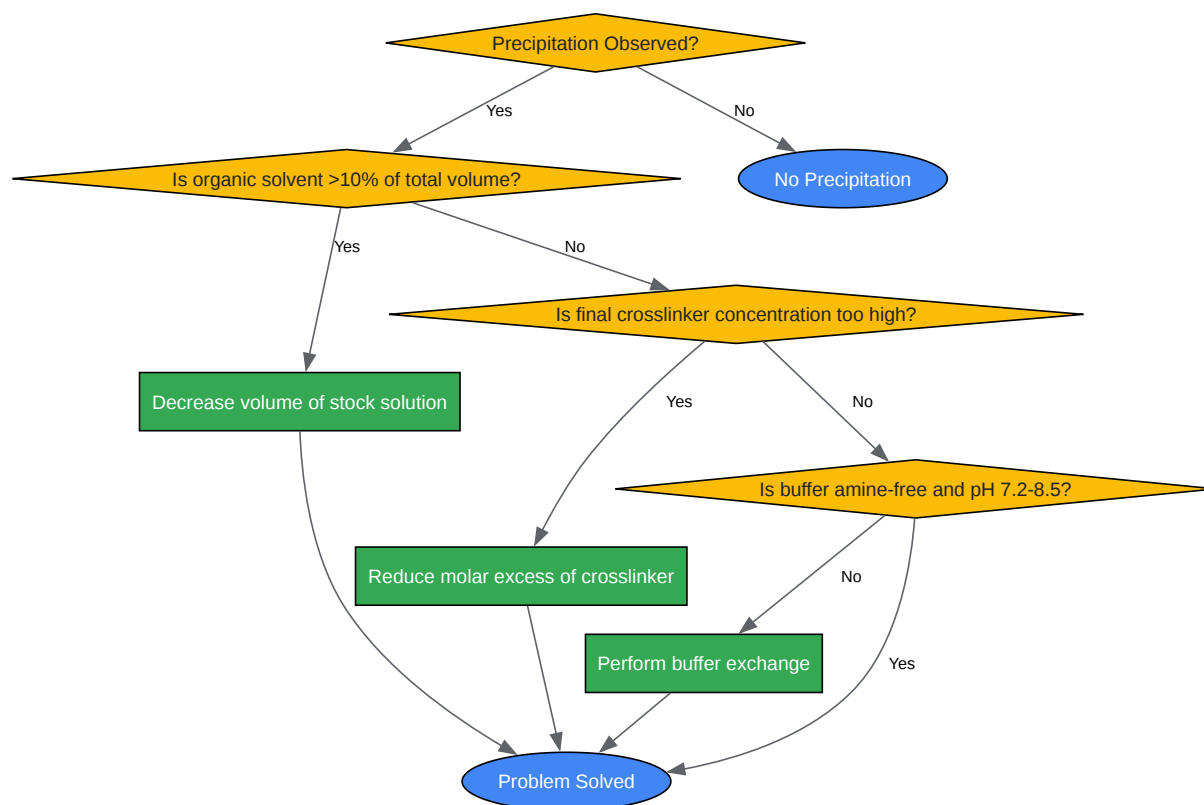 Precipitation Observed?
Yes
No
Is organic solvent >10% of total volume?
No Precipitation
Yes
No
Is final crosslinker concentration too high?
Decrease volume of stock solution
Yes
No
Is buffer amine-free and pH 7.2-8.5?
Reduce molar excess of crosslinker
No
Perform buffer exchange
Yes
Problem Solved